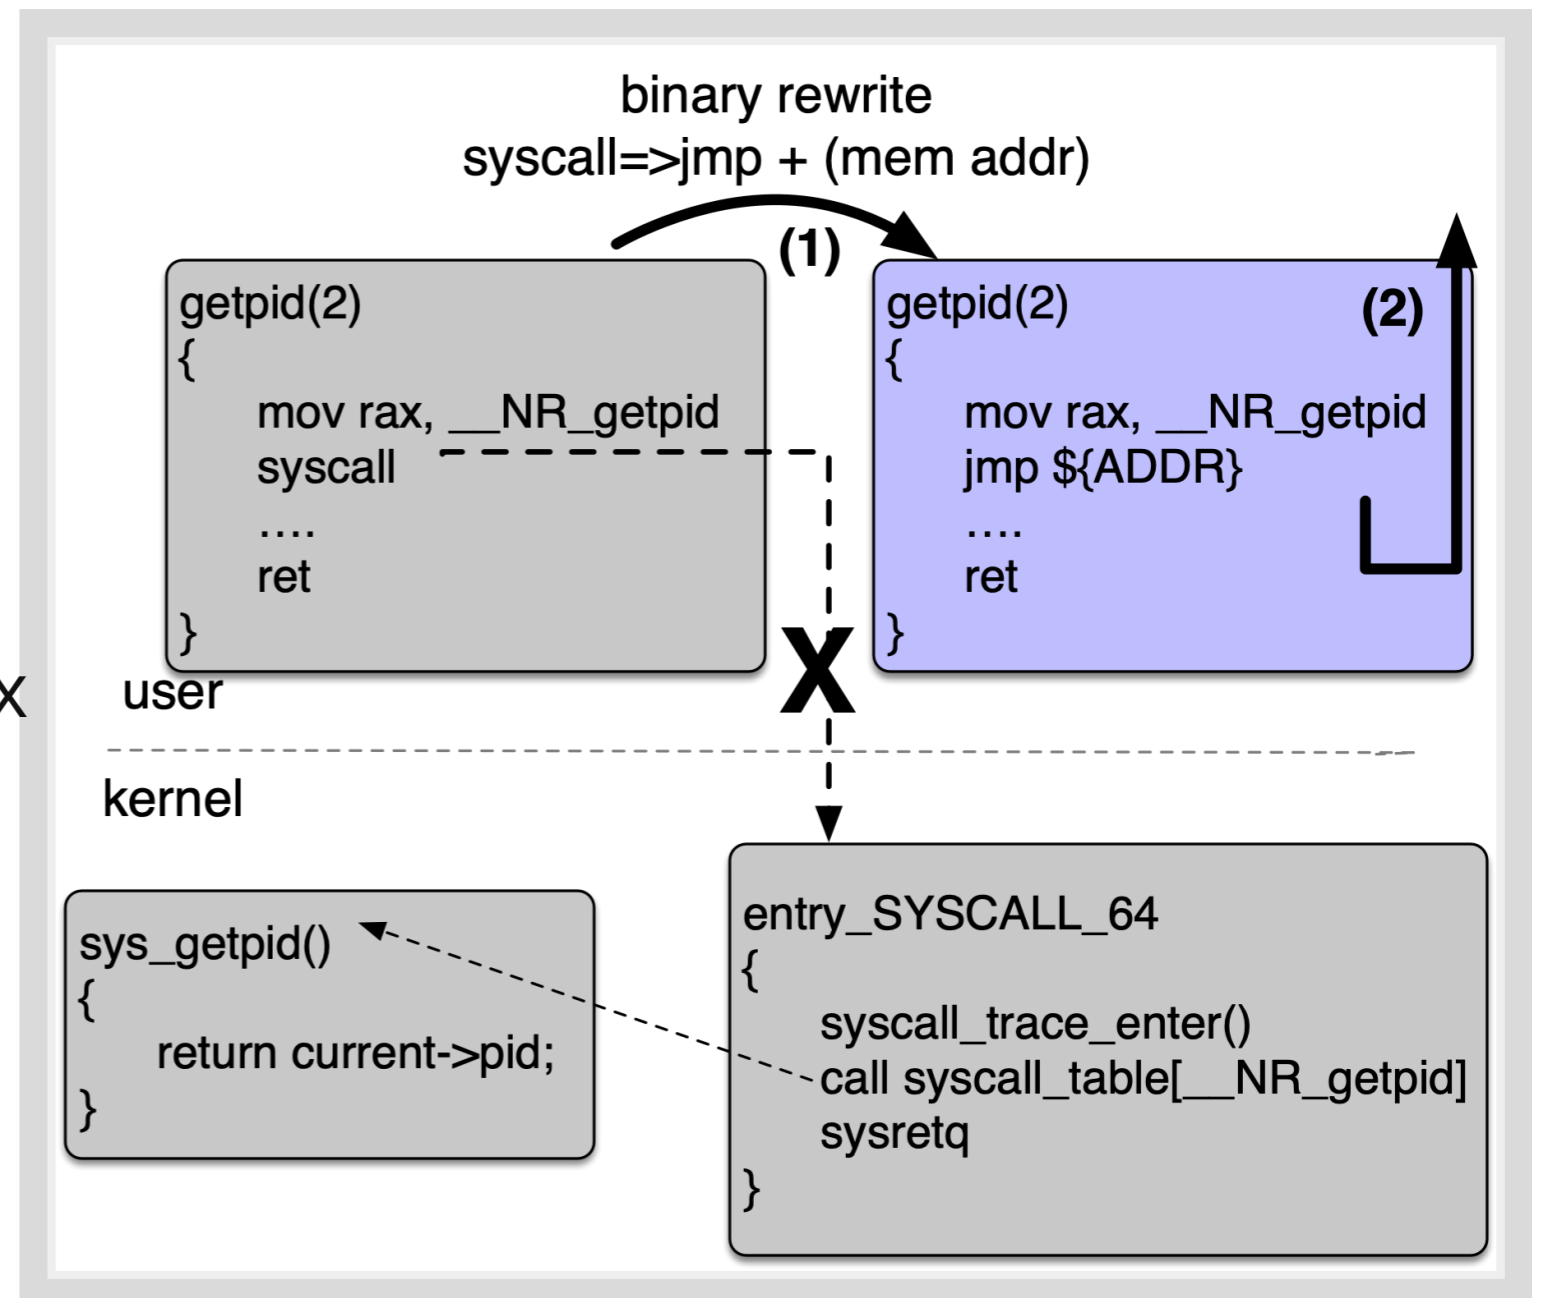 binary rewrite
syscall=>jmp + (mem addr)
(1)
getpid(2)
{
mov rax, __NR_getpid
syscall
....
ret
}
getpid(2)
(2)
{
mov rax, __NR_getpid
jmp ${ADDR}
....
ret
}
X
X
user
kernel
sys_getpid()
{
return current->pid;
}
entry_SYSCALL_64
{
syscall_trace_enter()
call syscall_table[__NR_getpid]
sysretq
}